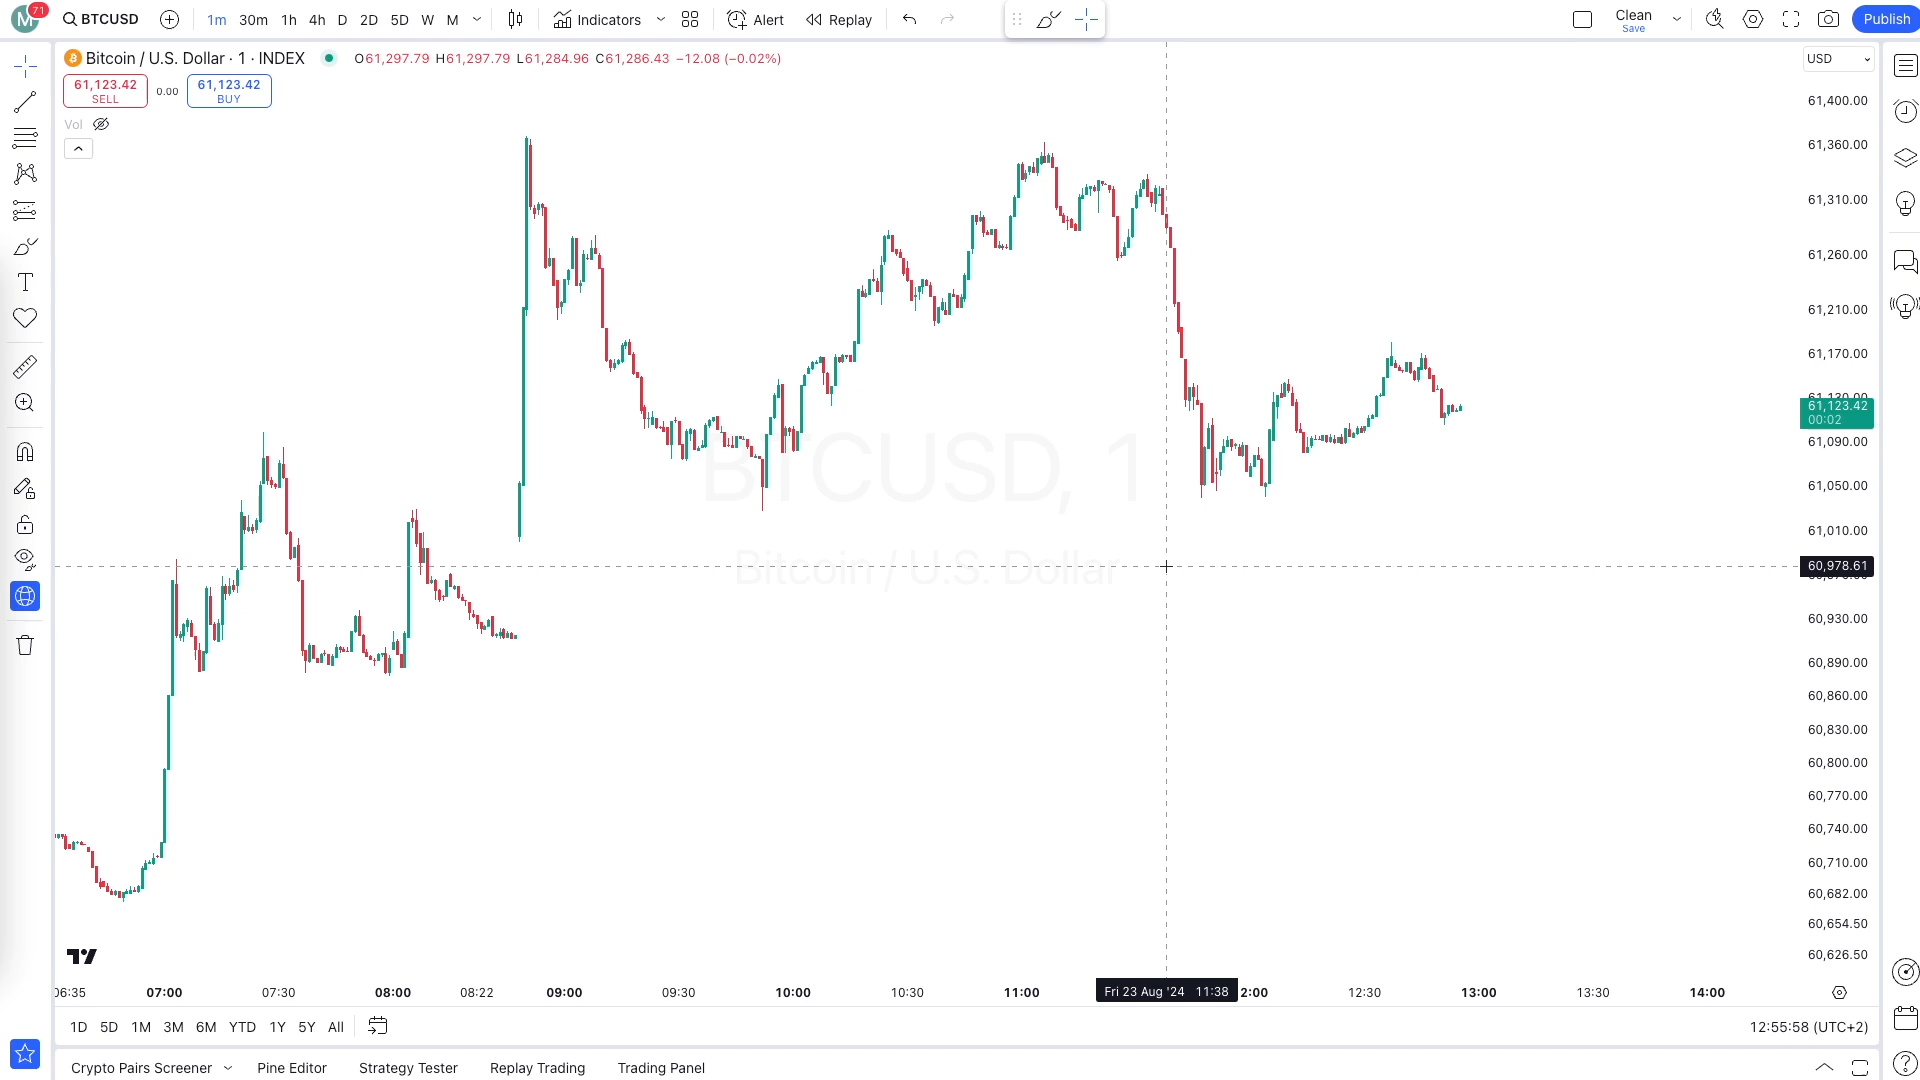 M 71 BTCUSD 1m 30m 1h 4h D 2D 5D W M Indicators Alert Replay Clean Save Publish
Bitcoin / U.S. Dollar · 1 · INDEX O61,297.79 H61,297.79 L61,284.96 C61,286.43 −12.08 (−0.02%)
USD
61,123.42 SELL 0.00 61,123.42 BUY
Vol
61,400.00
61,360.00
61,310.00
61,260.00
61,210.00
61,170.00
61,130.00
61,123.42
00:02
61,090.00
BTCUSD, 1
61,050.00
61,010.00
Bitcoin / U.S. Dollar
60,978.61
60,930.00
60,890.00
60,860.00
60,830.00
60,800.00
60,770.00
60,740.00
60,710.00
60,682.00
60,654.50
60,626.50
06:35 07:00 07:30 08:00 08:22 09:00 09:30 10:00 10:30 11:00 Fri 23 Aug '24 11:38 2:00 12:30 13:00 13:30 14:00
1D 5D 1M 3M 6M YTD 1Y 5Y All 12:55:58 (UTC+2)
Crypto Pairs Screener Pine Editor Strategy Tester Replay Trading Trading Panel